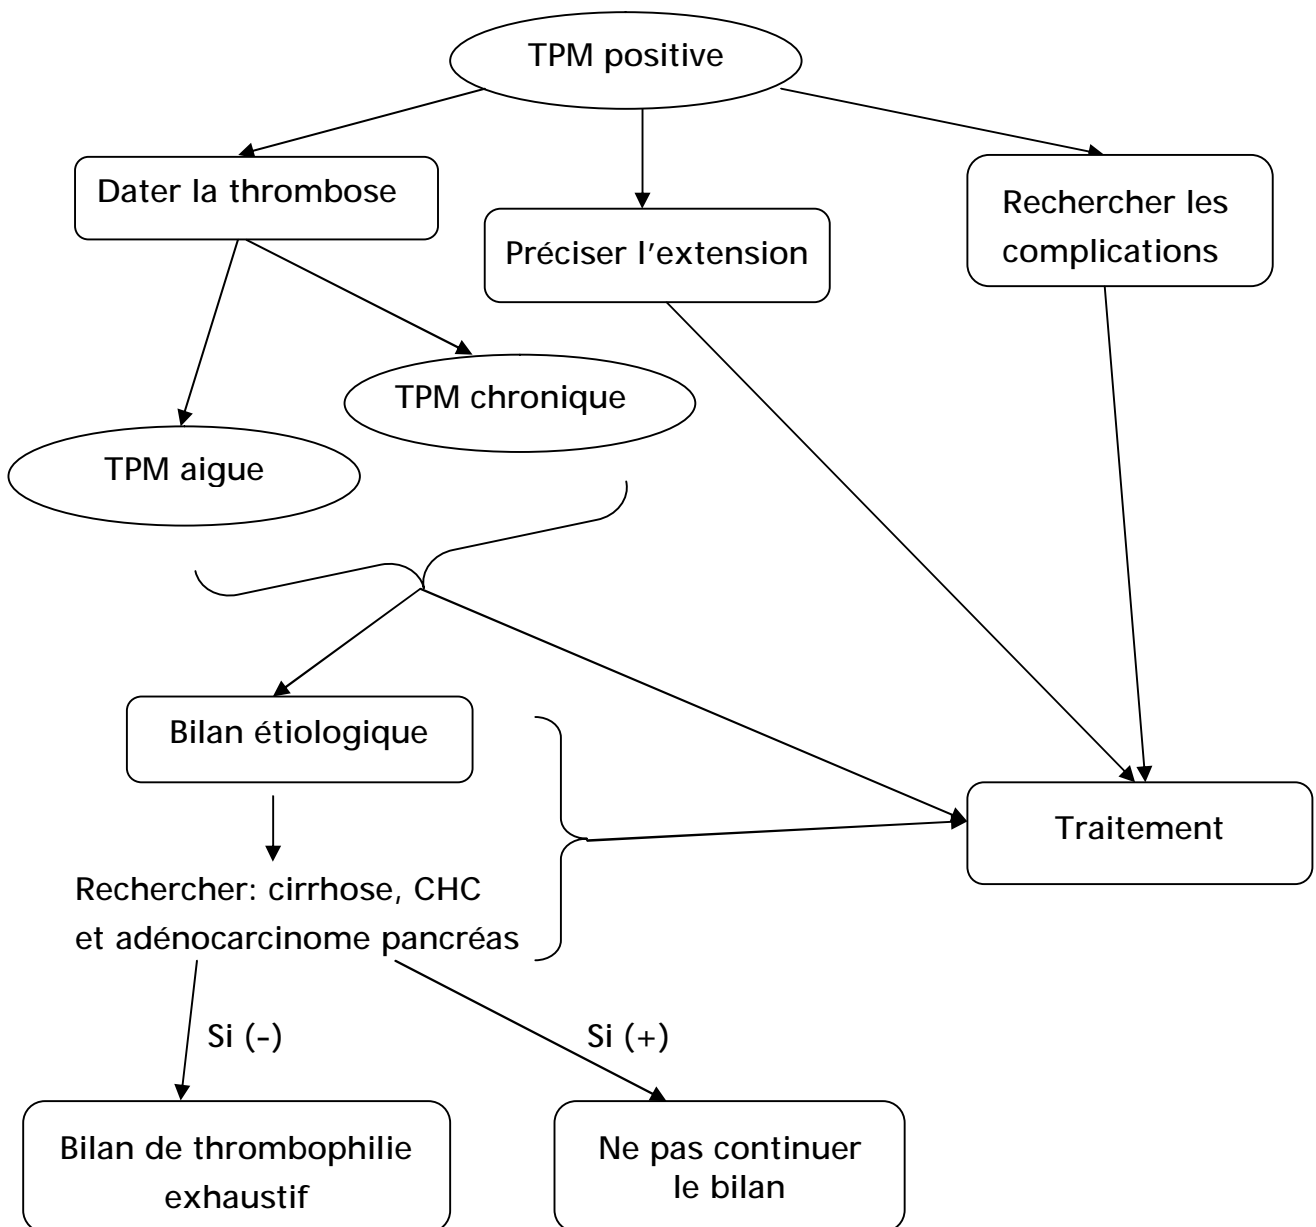 TPM positive
Dater la thrombose
Préciser l’extension
Rechercher les
complications
TPM chronique
TPM aigue
Bilan étiologique
Traitement
Rechercher: cirrhose, CHC
et adénocarcinome pancréas
Si (-)
Si (+)
Bilan de thrombophilie
exhaustif
Ne pas continuer
le bilan